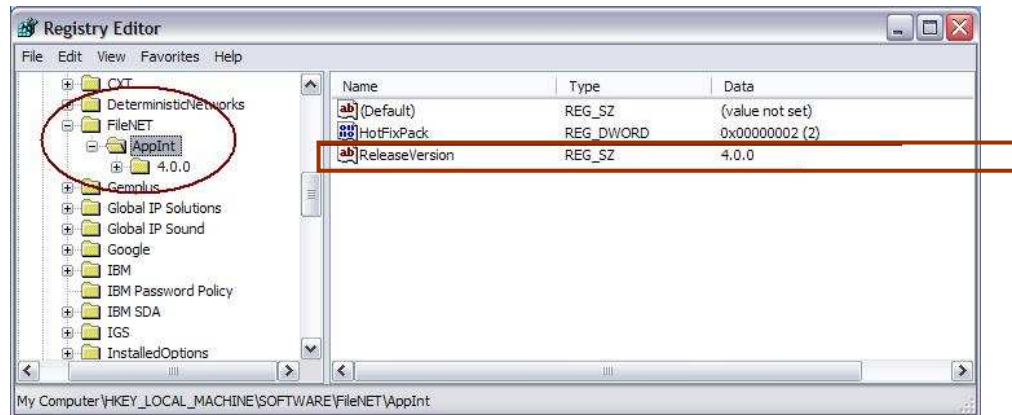 Registry Editor
File Edit View Favorites Help
CXT
DeterministicNetworks
FileNET
AppInt
4.0.0
Gemplus
Global IP Solutions
Global IP Sound
Google
IBM
IBM Password Policy
IBM SDA
IGS
InstalledOptions
Name Type Data
(Default) REG_SZ (value not set)
HotFixPack REG_DWORD 0x00000002 (2)
ReleaseVersion REG_SZ 4.0.0
My Computer\HKEY_LOCAL_MACHINE\SOFTWARE\FileNET\AppInt